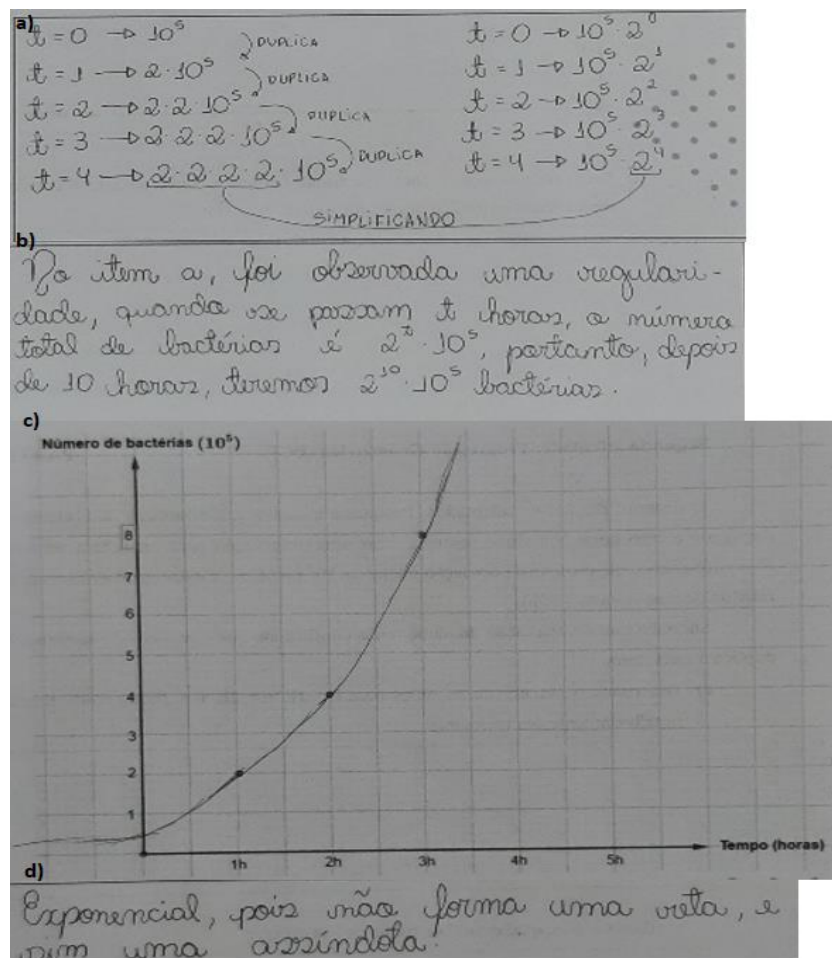 a)
t = 0 → 10⁵
DUPLICA
t = 1 → 2·10⁵
DUPLICA
t = 2 → 2·2·10⁵
DUPLICA
t = 3 → 2·2·2·10⁵
DUPLICA
t = 4 → 2·2·2·2·10⁵
t = 0 → 10⁵·2⁰
t = 1 → 10⁵·2¹
t = 2 → 10⁵·2²
t = 3 → 10⁵·2³
t = 4 → 10⁵·2⁴
SIMPLIFICANDO
b)
No item a, foi observada uma regulari-
dade, quando se passam t horas, o número
total de bactérias é 2ᵗ·10⁵, portanto, depois
de 10 horas, teremos 2¹⁰·10⁵ bactérias.
c)
Número de bactérias (10⁵)
8
7
6
5
4
3
2
1
1h 2h 3h 4h 5h
Tempo (horas)
d)
Exponencial, pois não forma uma reta, e
sim uma assíndota.